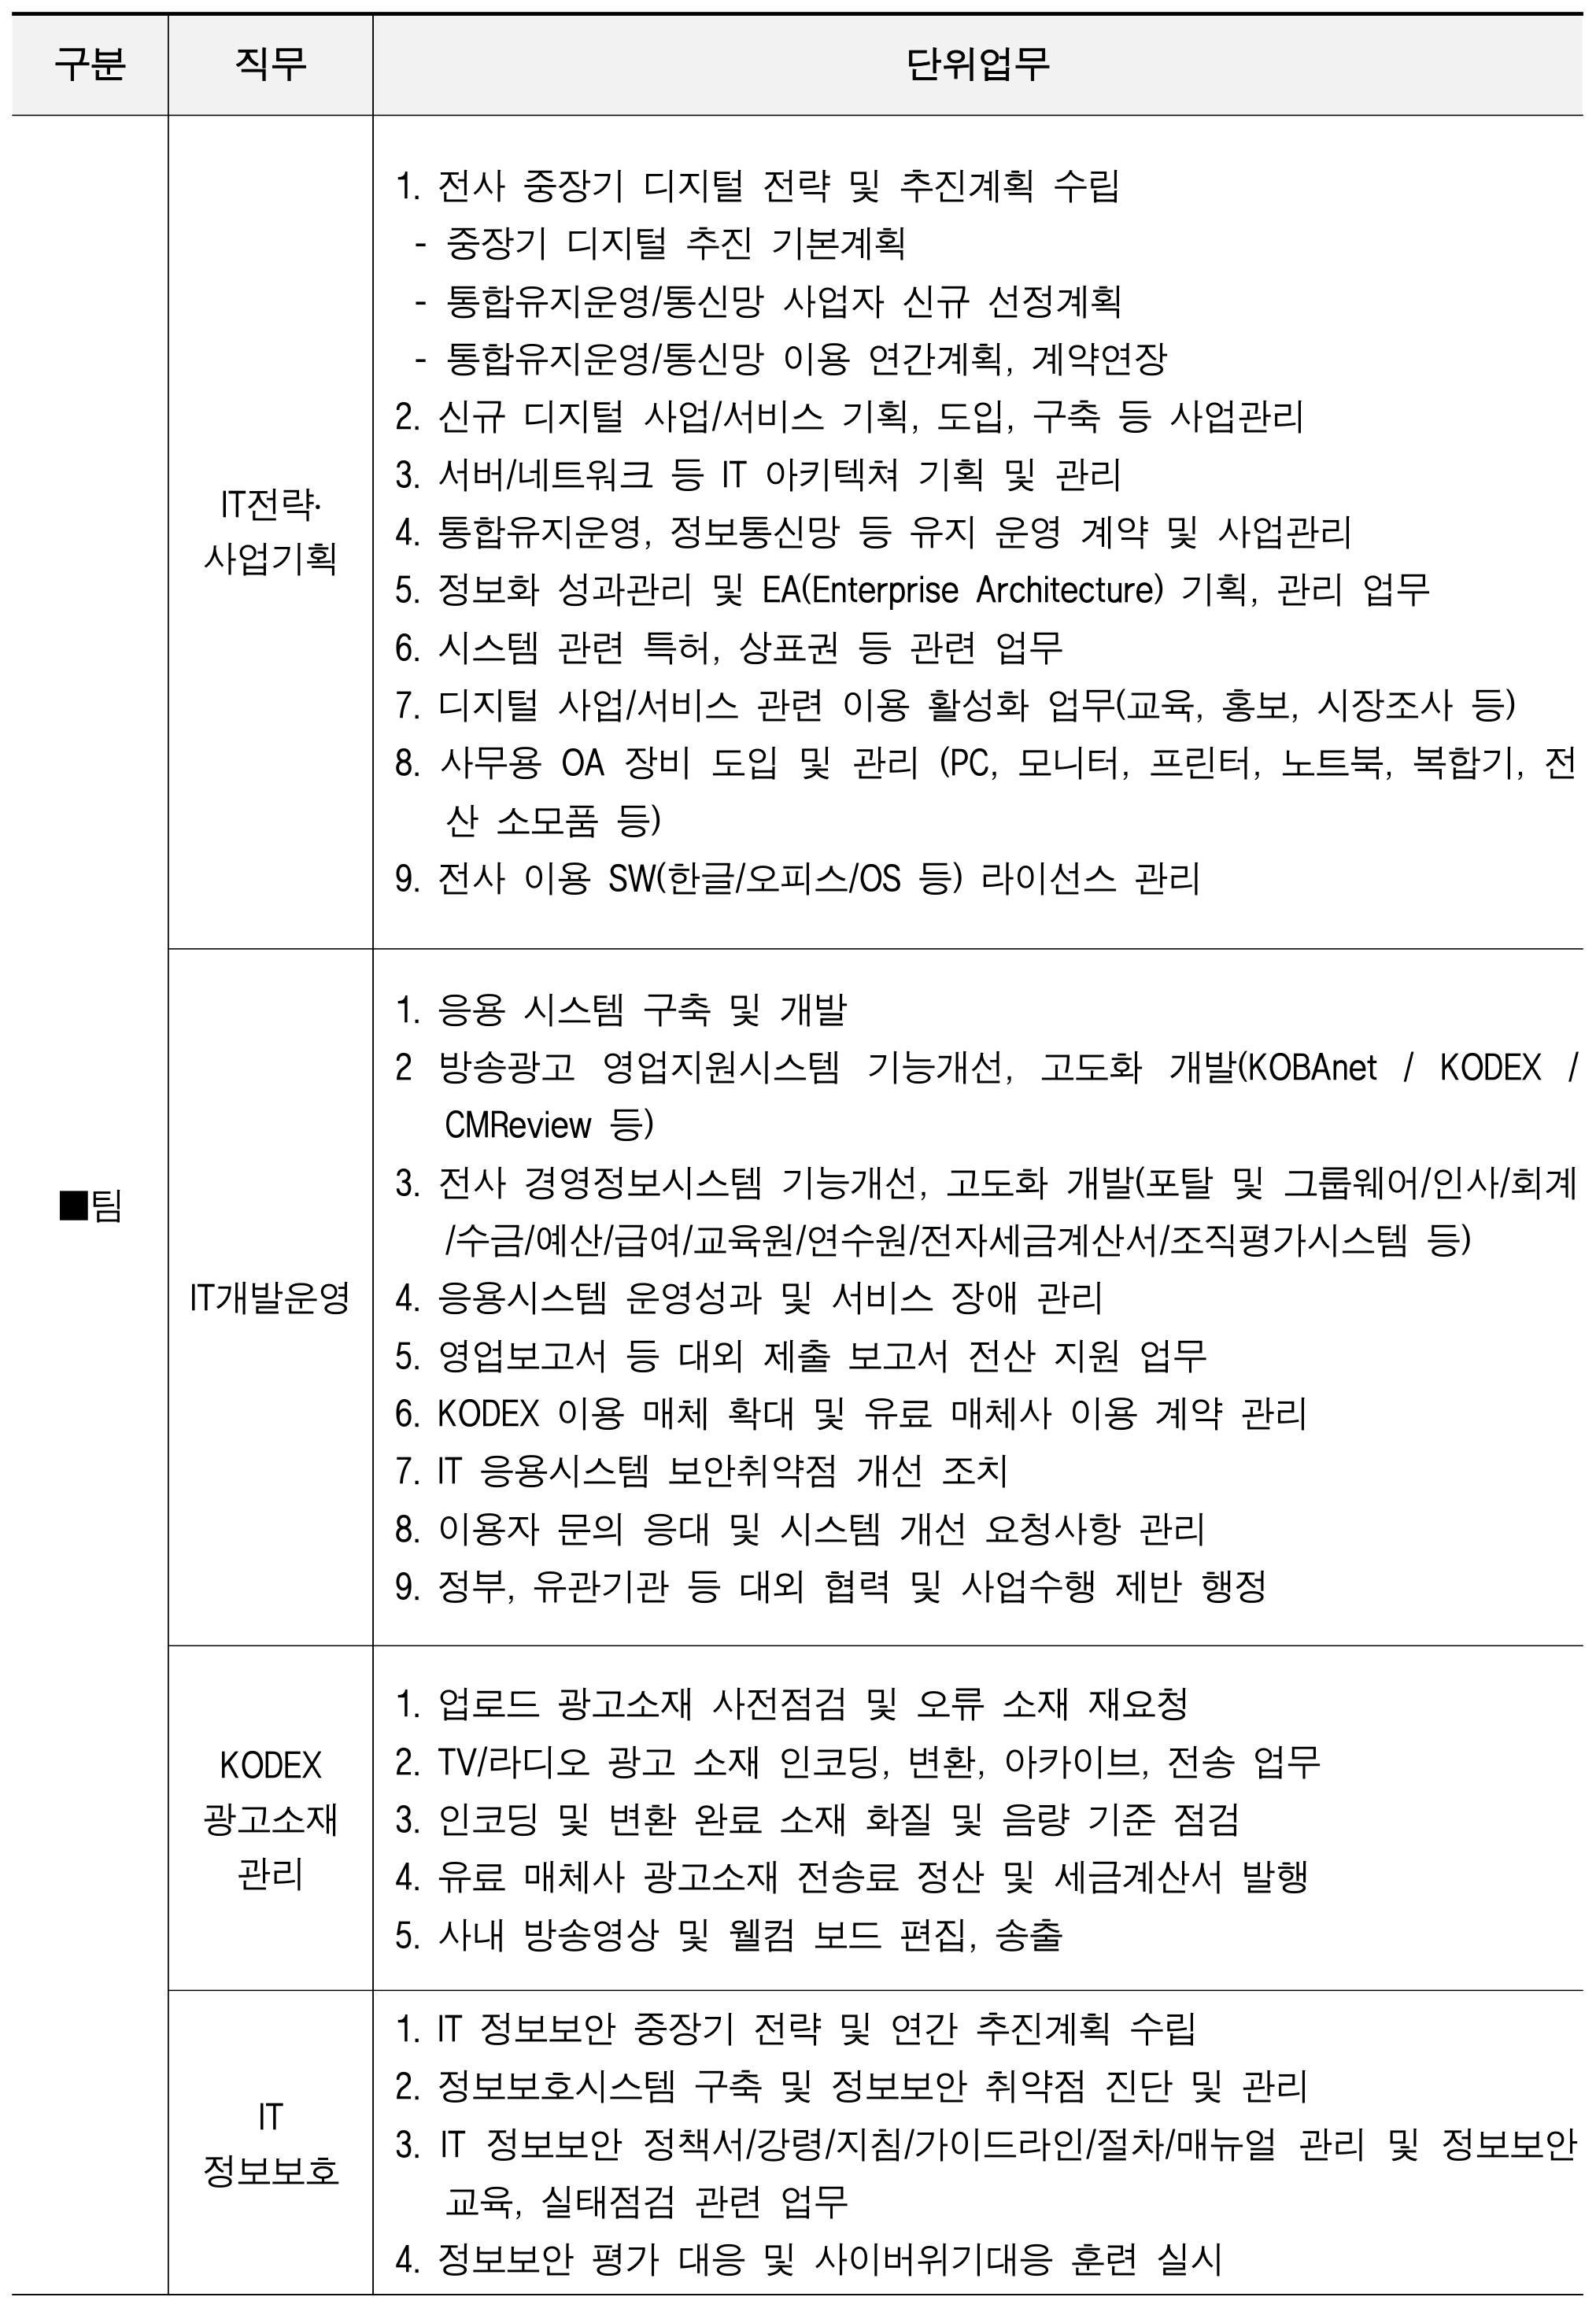 구분 직무 단위업무
■팀
IT전략·
사업기획
1. 전사 중장기 디지털 전략 및 추진계획 수립
- 중장기 디지털 추진 기본계획
- 통합유지운영/통신망 사업자 신규 선정계획
- 통합유지운영/통신망 이용 연간계획, 계약연장
2. 신규 디지털 사업/서비스 기획, 도입, 구축 등 사업관리
3. 서버/네트워크 등 IT 아키텍쳐 기획 및 관리
4. 통합유지운영, 정보통신망 등 유지 운영 계약 및 사업관리
5. 정보화 성과관리 및 EA(Enterprise Architecture) 기획, 관리 업무
6. 시스템 관련 특허, 상표권 등 관련 업무
7. 디지털 사업/서비스 관련 이용 활성화 업무(교육, 홍보, 시장조사 등)
8. 사무용 OA 장비 도입 및 관리 (PC, 모니터, 프린터, 노트북, 복합기, 전
산 소모품 등)
9. 전사 이용 SW(한글/오피스/OS 등) 라이선스 관리
IT개발운영
1. 응용 시스템 구축 및 개발
2 방송광고 영업지원시스템 기능개선, 고도화 개발(KOBAnet / KODEX /
CMReview 등)
3. 전사 경영정보시스템 기능개선, 고도화 개발(포탈 및 그룹웨어/인사/회계
/수금/예산/급여/교육원/연수원/전자세금계산서/조직평가시스템 등)
4. 응용시스템 운영성과 및 서비스 장애 관리
5. 영업보고서 등 대외 제출 보고서 전산 지원 업무
6. KODEX 이용 매체 확대 및 유료 매체사 이용 계약 관리
7. IT 응용시스템 보안취약점 개선 조치
8. 이용자 문의 응대 및 시스템 개선 요청사항 관리
9. 정부, 유관기관 등 대외 협력 및 사업수행 제반 행정
KODEX
광고소재
관리
1. 업로드 광고소재 사전점검 및 오류 소재 재요청
2. TV/라디오 광고 소재 인코딩, 변환, 아카이브, 전송 업무
3. 인코딩 및 변환 완료 소재 화질 및 음량 기준 점검
4. 유료 매체사 광고소재 전송료 정산 및 세금계산서 발행
5. 사내 방송영상 및 웰컴 보드 편집, 송출
IT
정보보호
1. IT 정보보안 중장기 전략 및 연간 추진계획 수립
2. 정보보호시스템 구축 및 정보보안 취약점 진단 및 관리
3. IT 정보보안 정책서/강령/지침/가이드라인/절차/매뉴얼 관리 및 정보보안
교육, 실태점검 관련 업무
4. 정보보안 평가 대응 및 사이버위기대응 훈련 실시